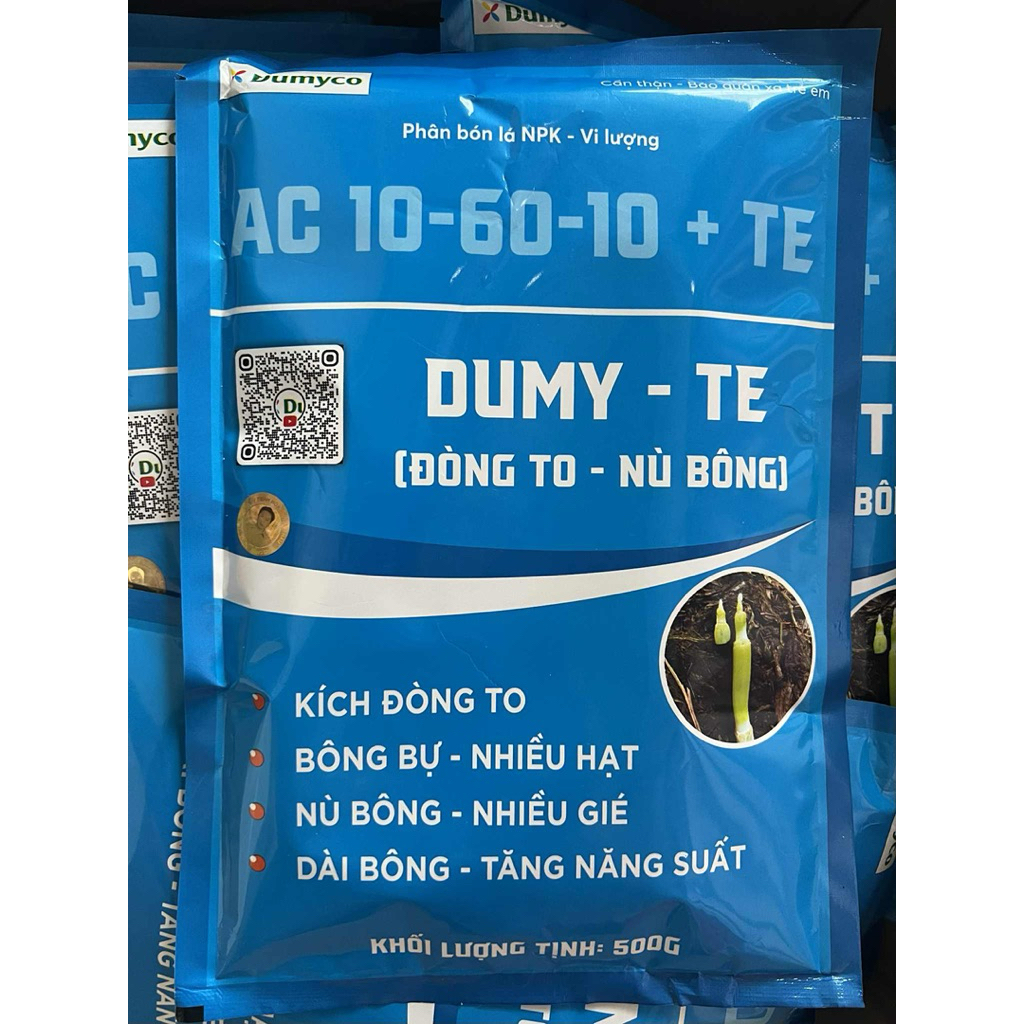 Dumyco
Cẩn thận - Bảo quản xa trẻ em
Phân bón lá NPK - Vi lượng
AC 10-60-10 + TE
DUMY - TE
(ĐÒNG TO - NÙ BÔNG)
KÍCH ĐÒNG TO
BÔNG BỰ - NHIỀU HẠT
NÙ BÔNG - NHIỀU GIÉ
DÀI BÔNG - TĂNG NĂNG SUẤT
KHỐI LƯỢNG TỊNH: 500G